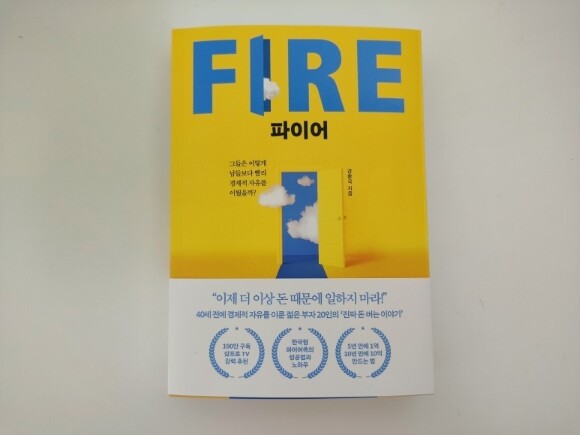 FIRE
파이어
그들은 어떻게
남들보다 빨리
경제적 자유를
이뤘을까?
강환국 지음
“이제 더 이상 돈 때문에 일하지 마라!”
40세 전에 경제적 자유를 이룬 젊은 부자 20인의 ‘진짜 돈 버는 이야기’
190만 구독
삼프로 TV
강력 추천
한국형
파이어족의
성공법과
노하우
5년 만에 1억
10년 만에 10억
만드는 법